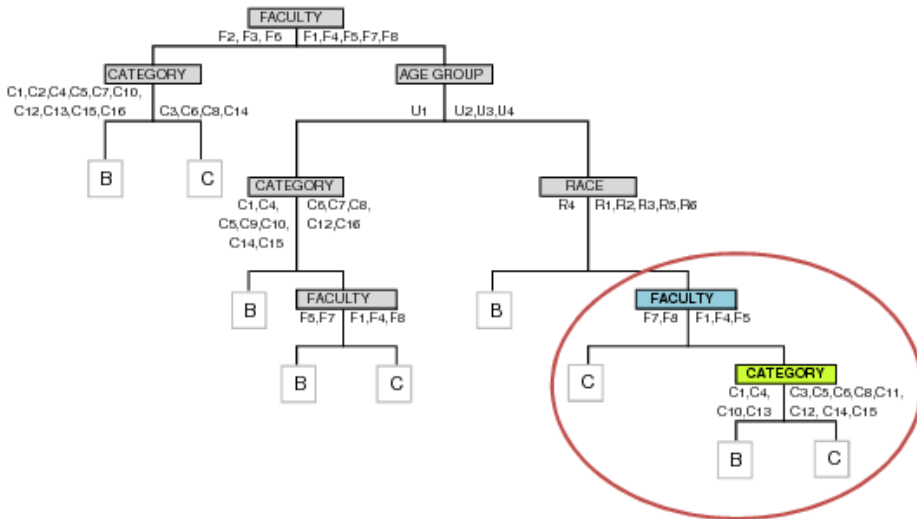 FACULTY
F2, F3, F6 F1,F4,F5,F7,F8
CATEGORY AGE GROUP
C1,C2,C4,C5,C7,C10,
C12,C13,C15,C16 C3,C6,C8,C14 U1 U2,U3,U4
B C
CATEGORY RACE
C1,C4, C6,C7,C8, R4 R1,R2,R3,R5,R6
C5,C9,C10, C12,C16
C14,C15
B FACULTY B FACULTY
F5,F7 F1,F4,F8 F7,F8 F1,F4,F5
B C C CATEGORY
C1,C4, C3,C5,C6,C8,C11,
C10,C13 C12, C14,C15
B C